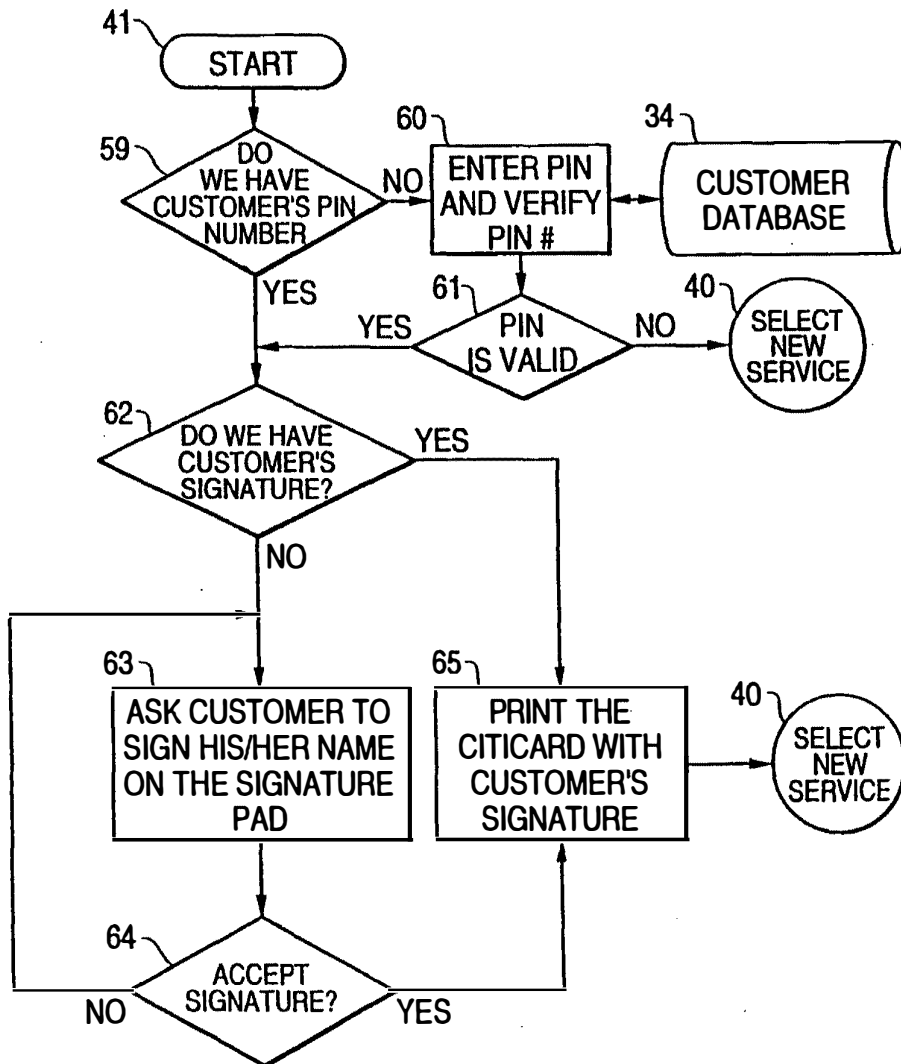 41
START
59
DO
WE HAVE
CUSTOMER'S PIN
NUMBER
NO
60
ENTER PIN
AND VERIFY
PIN #
34
CUSTOMER
DATABASE
YES
61
PIN
IS VALID
YES
NO
40
SELECT
NEW
SERVICE
62
DO WE HAVE
CUSTOMER'S
SIGNATURE?
YES
NO
63
ASK CUSTOMER TO
SIGN HIS/HER NAME
ON THE SIGNATURE
PAD
65
PRINT THE
CITICARD WITH
CUSTOMER'S
SIGNATURE
40
SELECT
NEW
SERVICE
64
ACCEPT
SIGNATURE?
NO
YES